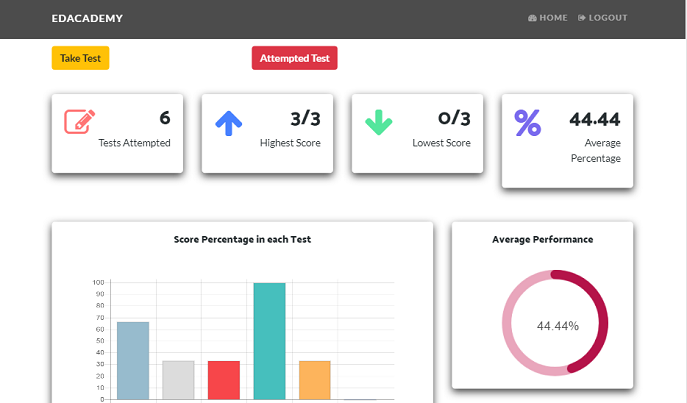 EDACADEMY
HOME LOGOUT
Take Test
Attempted Test
6
Tests Attempted
3/3
Highest Score
0/3
Lowest Score
%
44.44
Average
Percentage
Score Percentage in each Test
100
90
80
70
60
50
40
30
20
10
0
Average Performance
44.44%